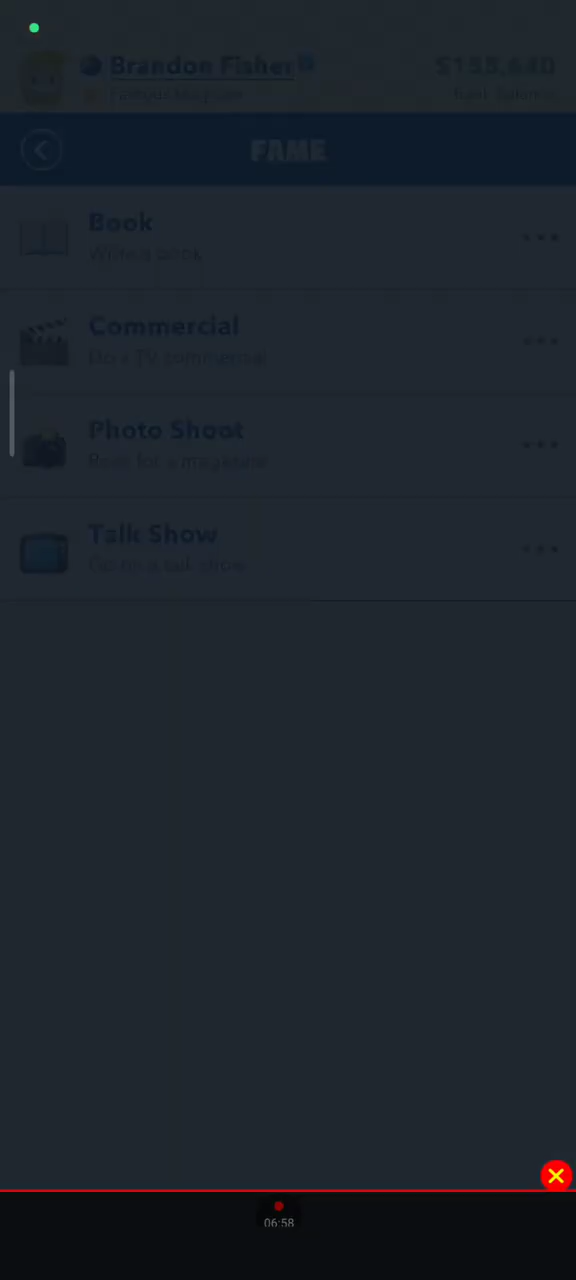 Brandon Fisher
$155,640
Bank Balance
FAME
Book
Write a book
Commercial
Do a TV commercial
Photo Shoot
Pose for a magazine
Talk Show
Go on a talk show
06:58